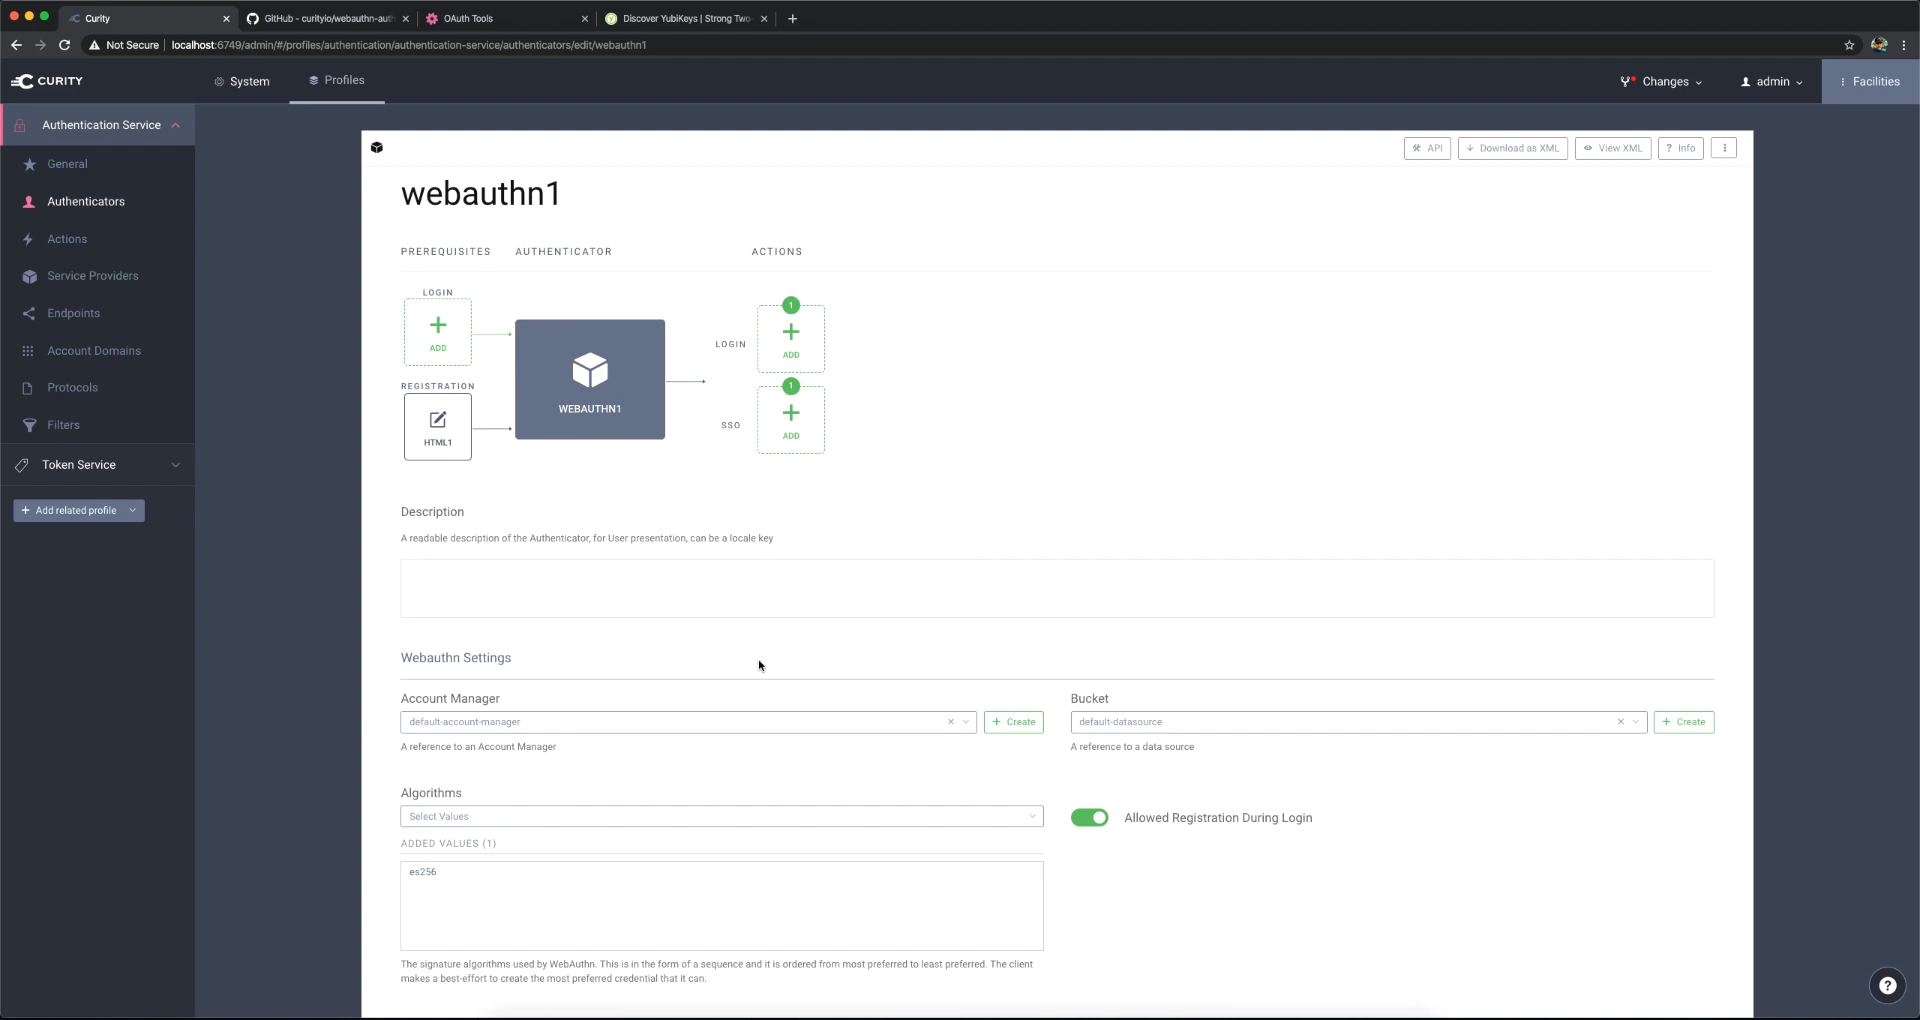 Curity
GitHub - curityio/webauthn-auth
OAuth Tools
Discover YubiKeys | Strong Two-
Not Secure
localhost:6749/admin/#/profiles/authentication/authentication-service/authenticators/edit/webauthn1
CURITY
System
Profiles
Changes
admin
Facilities
Authentication Service
General
Authenticators
Actions
Service Providers
Endpoints
Account Domains
Protocols
Filters
Token Service
+ Add related profile
API
Download as XML
View XML
? Info
webauthn1
PREREQUISITES
AUTHENTICATOR
ACTIONS
LOGIN
ADD
REGISTRATION
HTML1
WEBAUTHN1
LOGIN
1
ADD
SSO
1
ADD
Description
A readable description of the Authenticator, for User presentation, can be a locale key
Webauthn Settings
Account Manager
default-account-manager
+ Create
A reference to an Account Manager
Bucket
default-datasource
+ Create
A reference to a data source
Algorithms
Select Values
ADDED VALUES (1)
es256
The signature algorithms used by WebAuthn. This is in the form of a sequence and it is ordered from most preferred to least preferred. The client
makes a best-effort to create the most preferred credential that it can.
Allowed Registration During Login
?